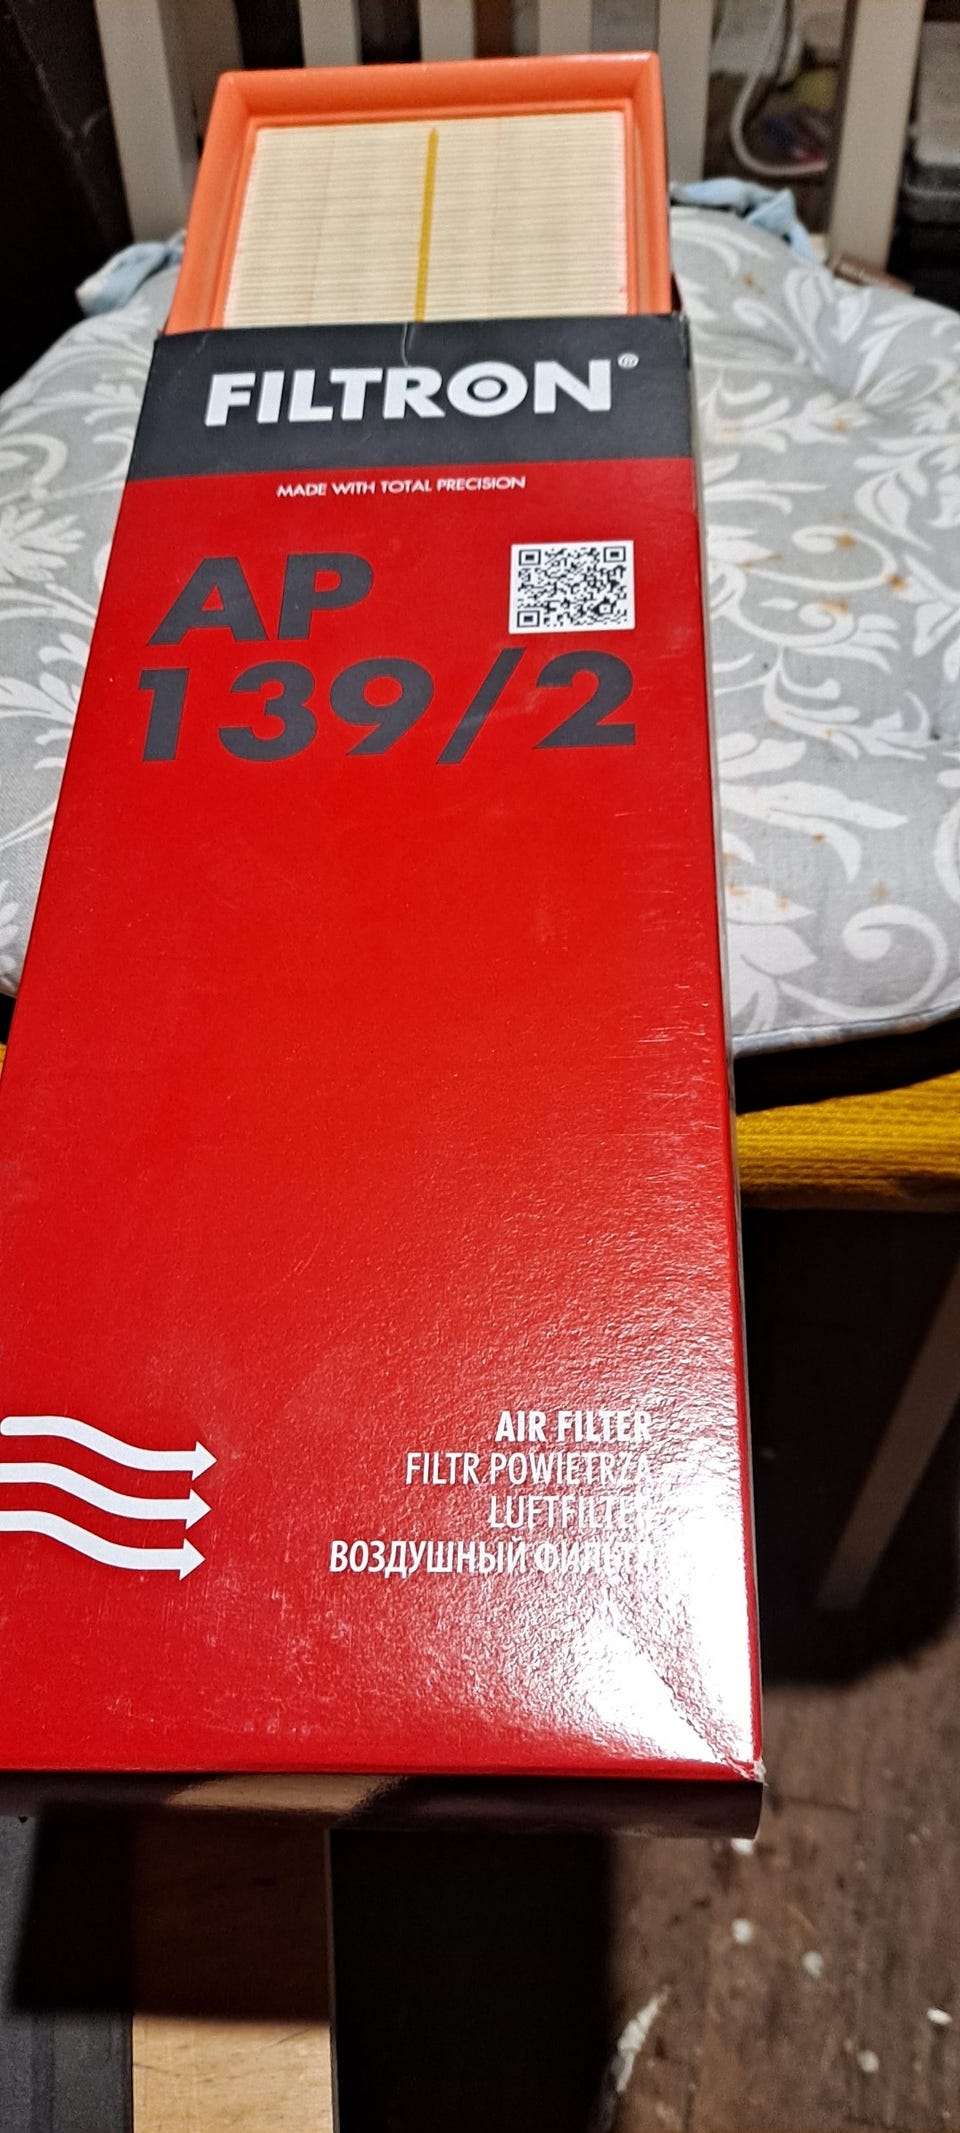 FILTRON®
MADE WITH TOTAL PRECISION
AP
139/2
AIR FILTER
FILTR POWIETRZA
LUFTFILTER
ВОЗДУШНЫЙ